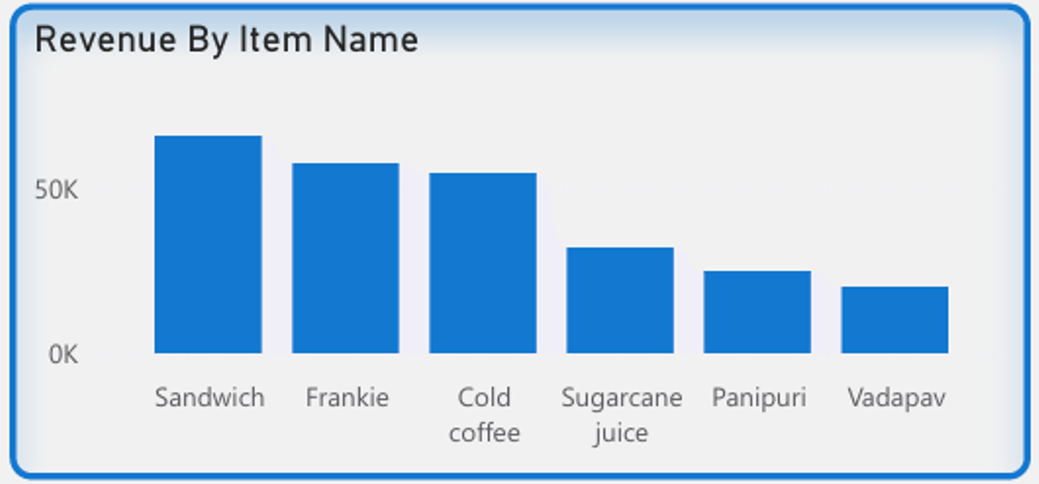 Revenue By Item Name
50K
0K
Sandwich
Frankie
Cold
coffee
Sugarcane
juice
Panipuri
Vadapav